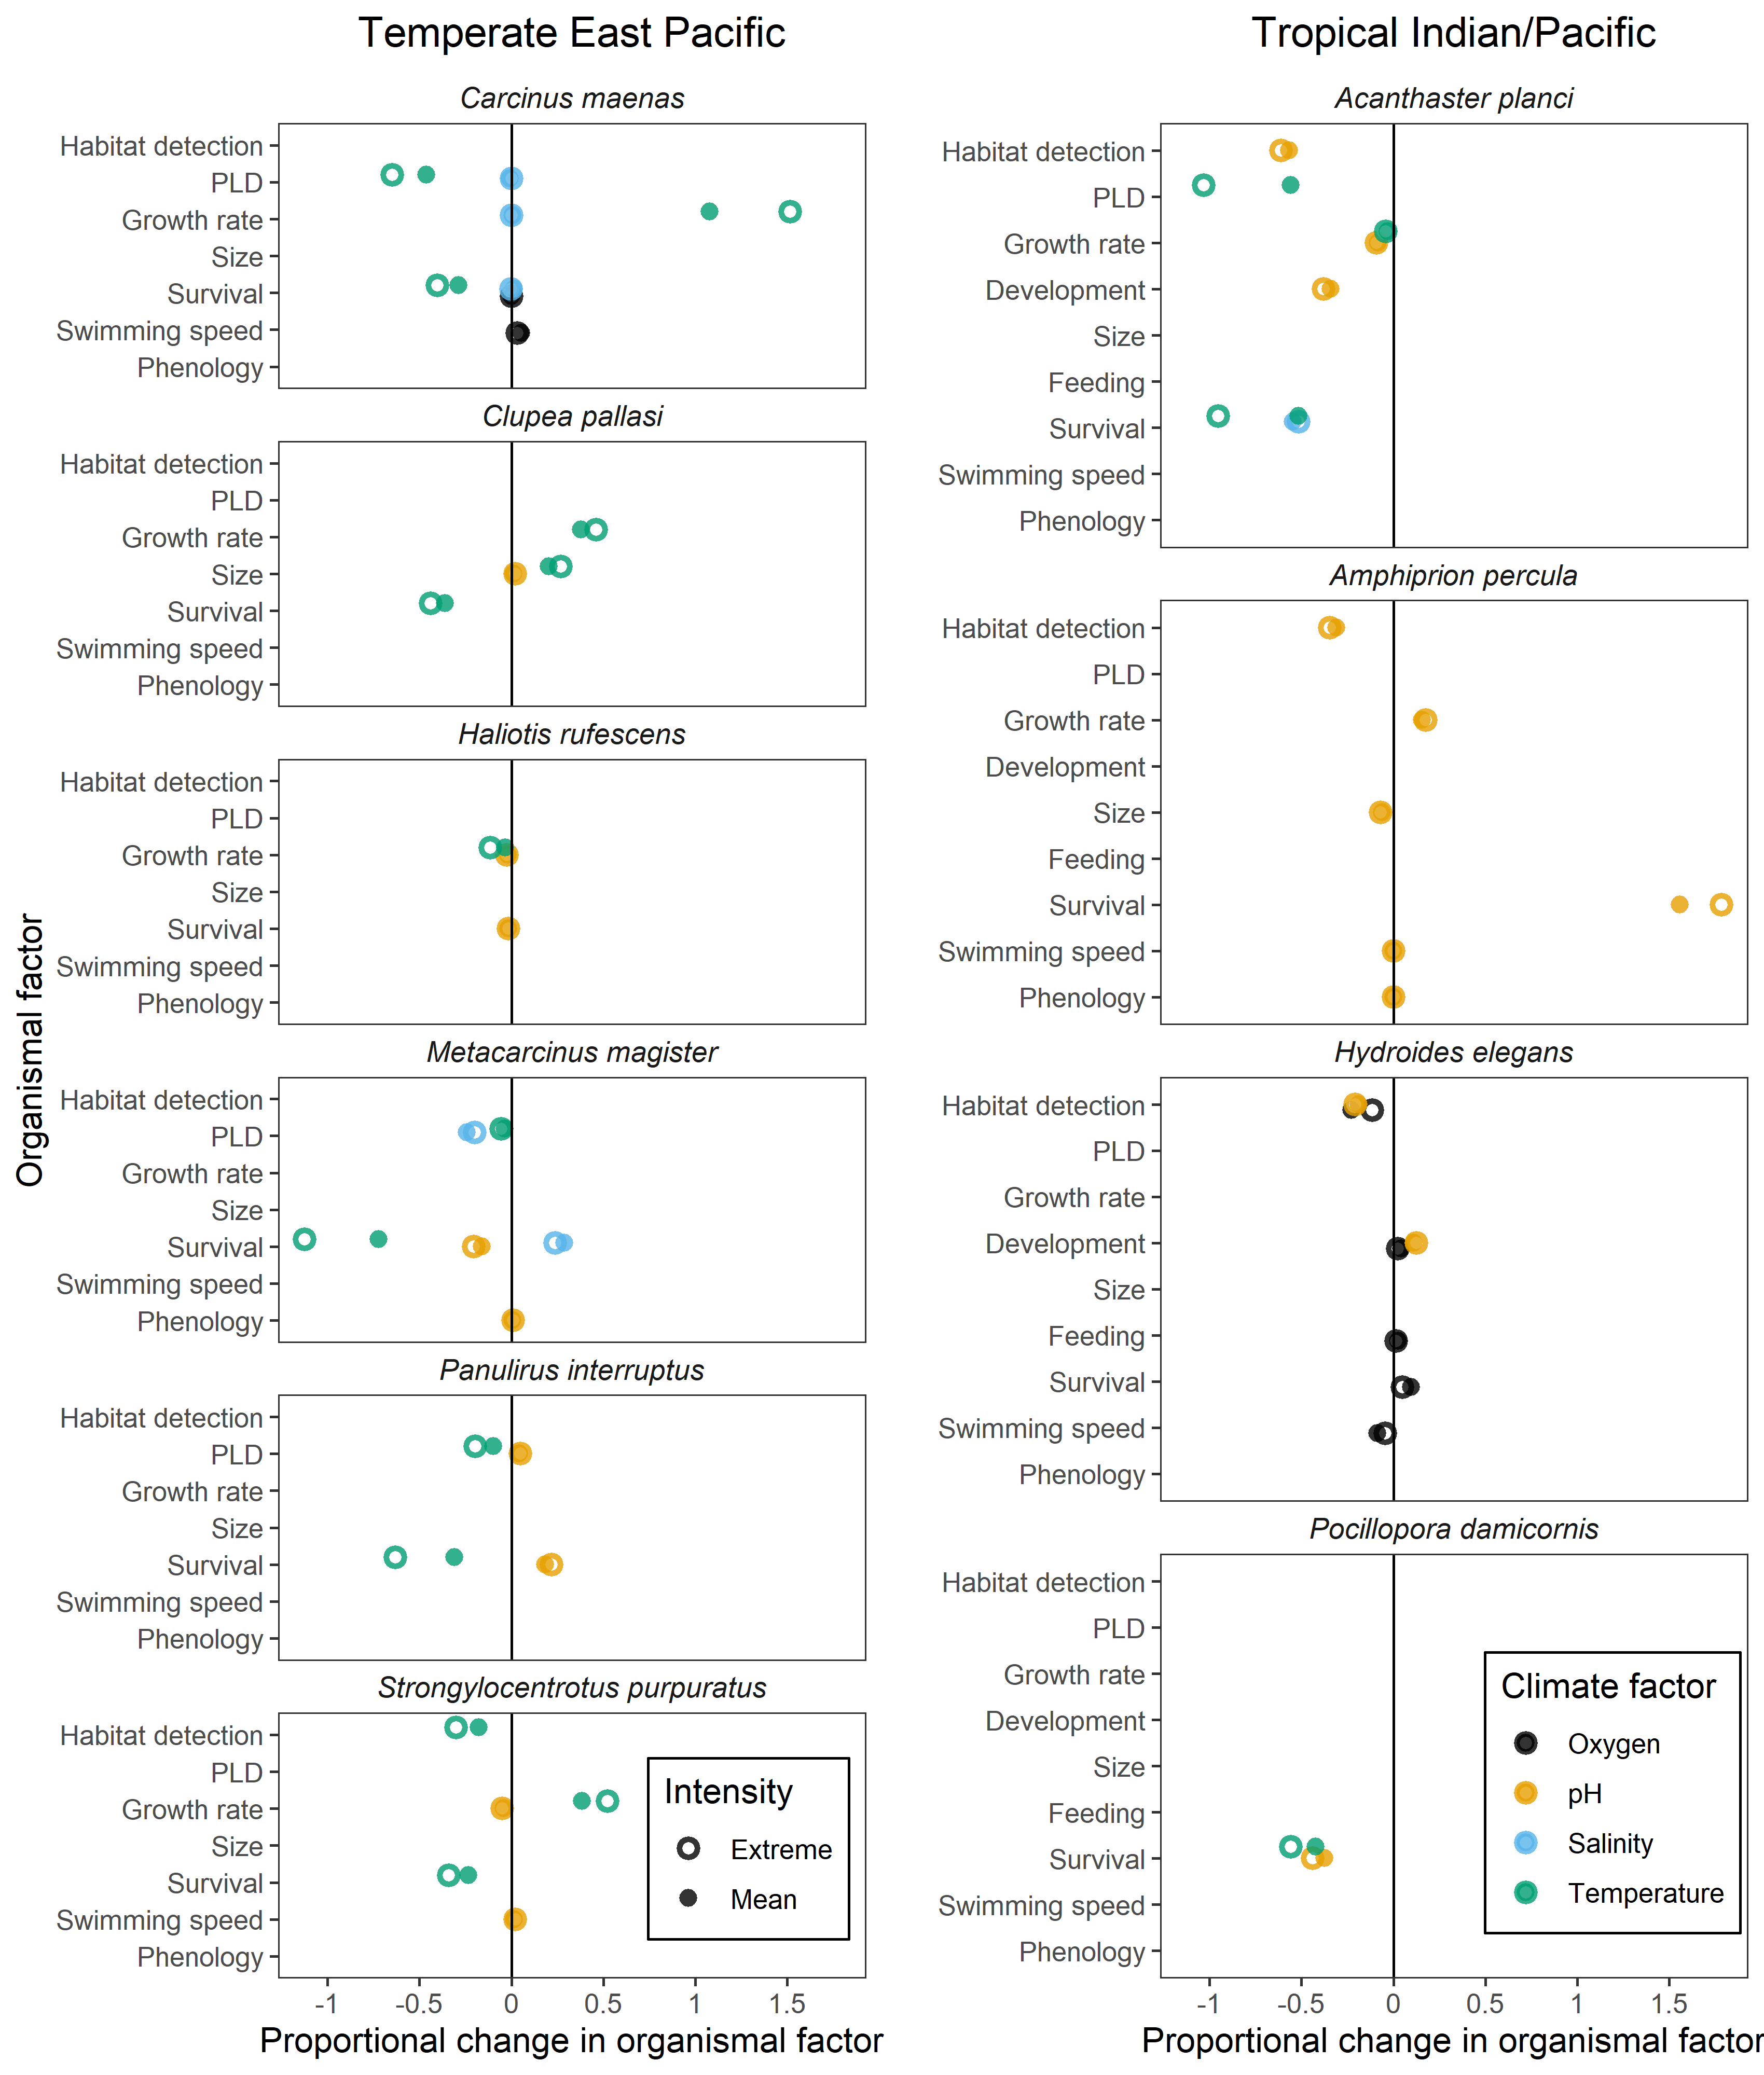 Temperate East Pacific
Carcinus maenas
Habitat detection
PLD
Growth rate
Size
Survival
Swimming speed
Phenology
Clupea pallasi
Habitat detection
PLD
Growth rate
Size
Survival
Swimming speed
Phenology
Haliotis rufescens
Habitat detection
PLD
Growth rate
Size
Survival
Swimming speed
Phenology
Metacarcinus magister
Habitat detection
PLD
Growth rate
Size
Survival
Swimming speed
Phenology
Panulirus interruptus
Habitat detection
PLD
Growth rate
Size
Survival
Swimming speed
Phenology
Strongylocentrotus purpuratus
Habitat detection
PLD
Growth rate
Size
Survival
Swimming speed
Phenology
Intensity
Extreme
Mean
-1 -0.5 0 0.5 1 1.5
Proportional change in organismal factor
Organismal factor
Tropical Indian/Pacific
Acanthaster planci
Habitat detection
PLD
Growth rate
Development
Size
Feeding
Survival
Swimming speed
Phenology
Amphiprion percula
Habitat detection
PLD
Growth rate
Development
Size
Feeding
Survival
Swimming speed
Phenology
Hydroides elegans
Habitat detection
PLD
Growth rate
Development
Size
Feeding
Survival
Swimming speed
Phenology
Pocillopora damicornis
Habitat detection
PLD
Growth rate
Development
Size
Feeding
Survival
Swimming speed
Phenology
Climate factor
Oxygen
pH
Salinity
Temperature
-1 -0.5 0 0.5 1 1.5
Proportional change in organismal factor